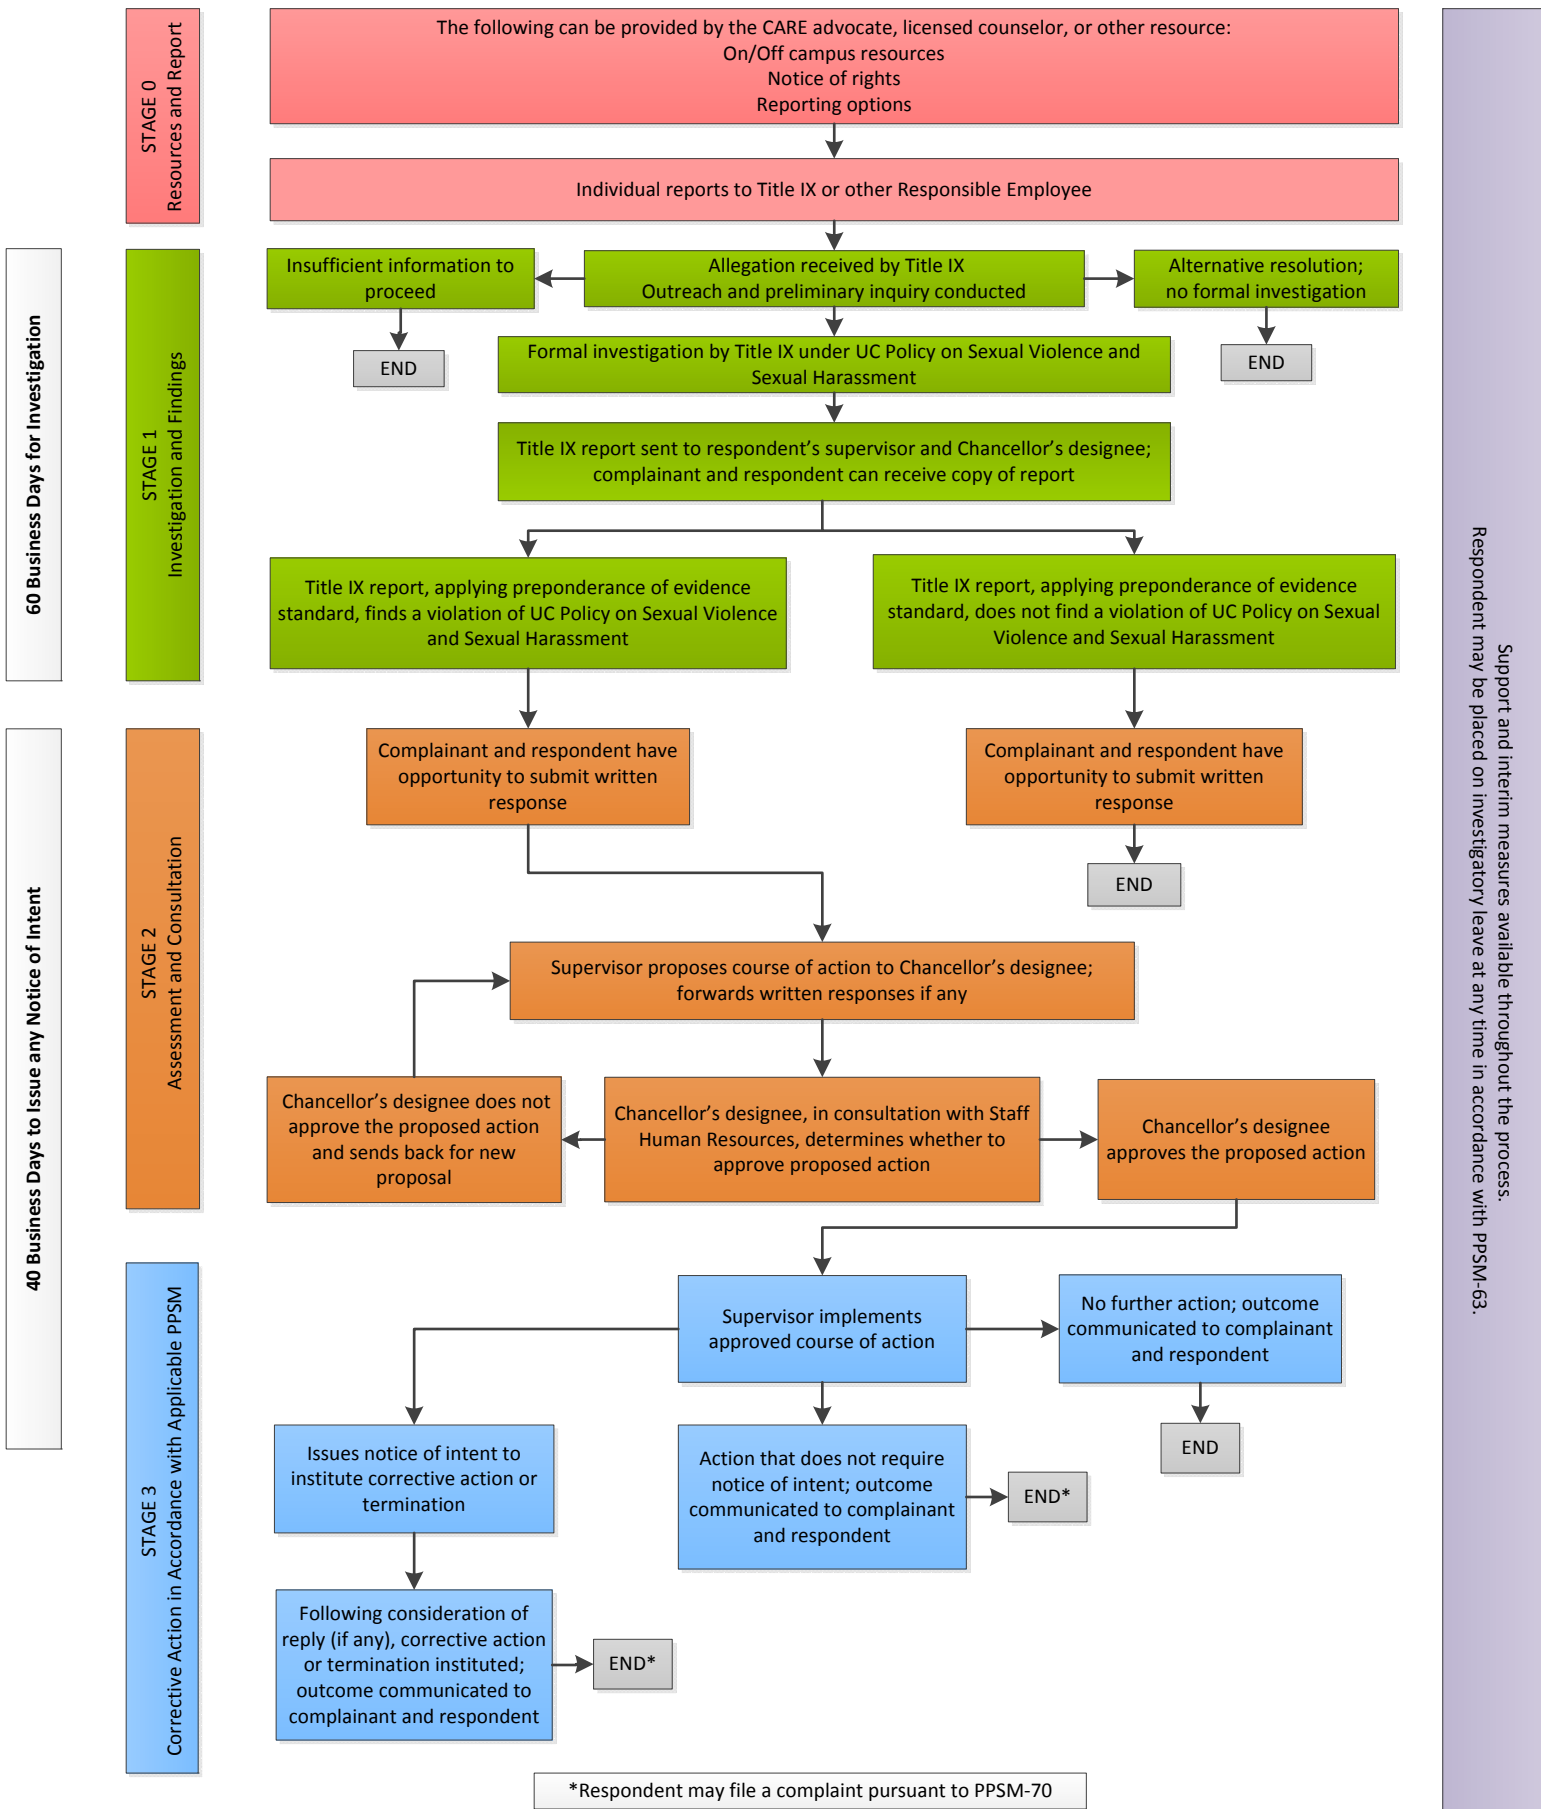 The following can be provided by the CARE advocate, licensed counselor, or other resource:
On/Off campus resources
Notice of rights
Reporting options
STAGE 0
Resources and Report
Individual reports to Title IX or other Responsible Employee
60 Business Days for Investigation
STAGE 1
Investigation and Findings
Insufficient information to
proceed
Allegation received by Title IX
Outreach and preliminary inquiry conducted
Alternative resolution;
no formal investigation
END
END
Formal investigation by Title IX under UC Policy on Sexual Violence and
Sexual Harassment
Title IX report sent to respondent’s supervisor and Chancellor’s designee;
complainant and respondent can receive copy of report
Title IX report, applying preponderance of evidence
standard, finds a violation of UC Policy on Sexual Violence
and Sexual Harassment
Title IX report, applying preponderance of evidence
standard, does not find a violation of UC Policy on Sexual
Violence and Sexual Harassment
40 Business Days to Issue any Notice of Intent
STAGE 2
Assessment and Consultation
Complainant and respondent have
opportunity to submit written
response
Complainant and respondent have
opportunity to submit written
response
END
Supervisor proposes course of action to Chancellor’s designee;
forwards written responses if any
Chancellor’s designee does not
approve the proposed action
and sends back for new
proposal
Chancellor’s designee, in consultation with Staff
Human Resources, determines whether to
approve proposed action
Chancellor’s designee
approves the proposed action
STAGE 3
Corrective Action in Accordance with Applicable PPSM
Supervisor implements
approved course of action
No further action; outcome
communicated to complainant
and respondent
END
Issues notice of intent to
institute corrective action or
termination
Action that does not require
notice of intent; outcome
communicated to complainant
and respondent
END*
Following consideration of
reply (if any), corrective action
or termination instituted;
outcome communicated to
complainant and respondent
END*
*Respondent may file a complaint pursuant to PPSM-70
Support and interim measures available throughout the process.
Respondent may be placed on investigatory leave at any time in accordance with PPSM-63.